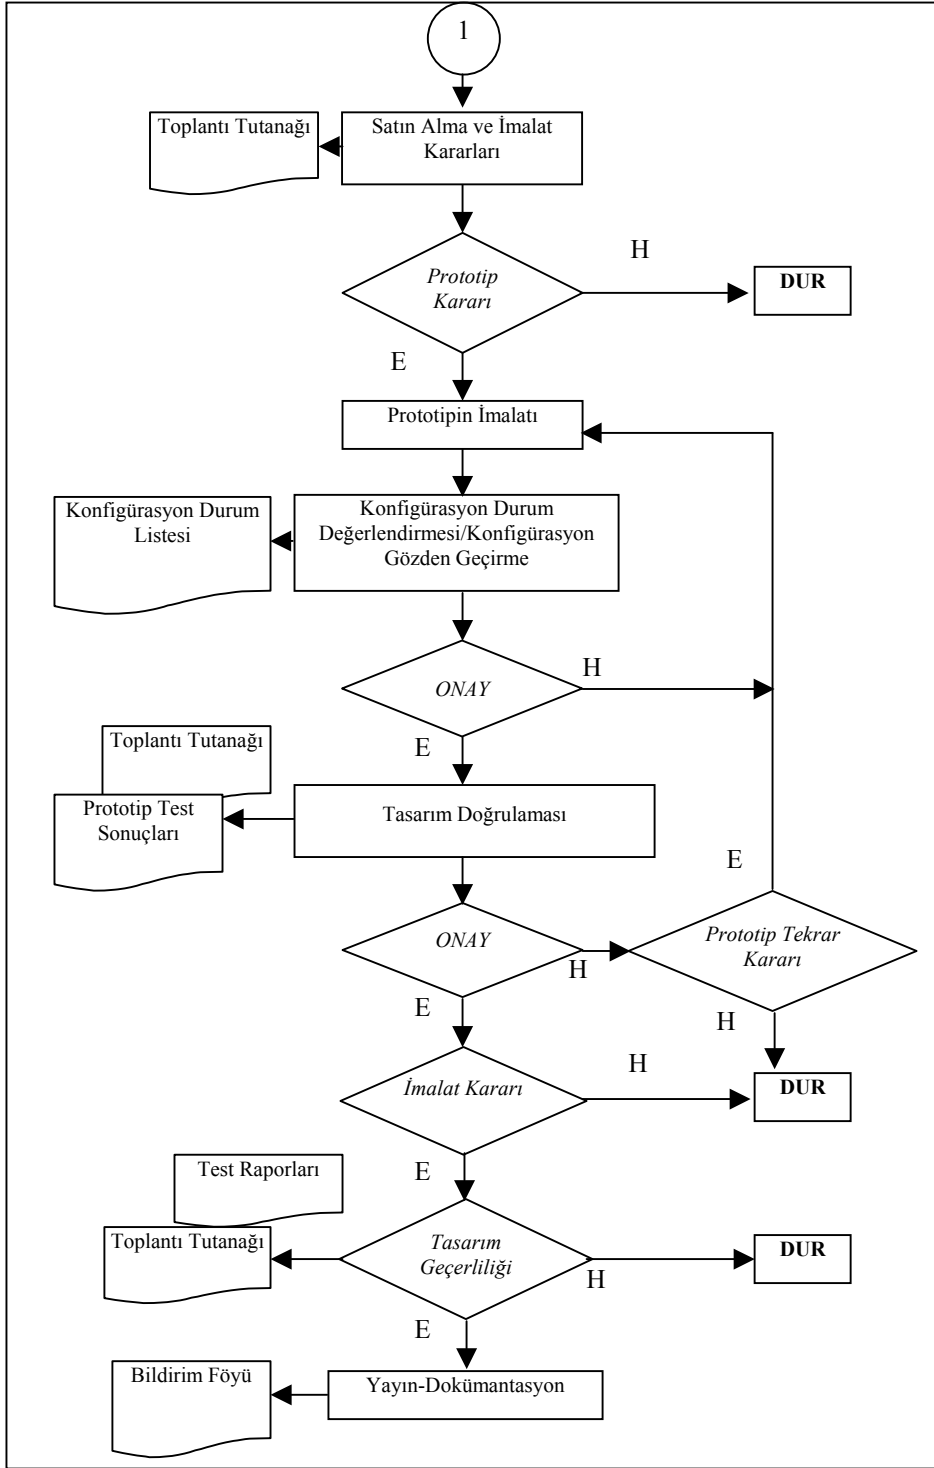 1
Toplantı Tutanağı
Satın Alma ve İmalat
Kararları
H
Prototip
Kararı
DUR
E
Prototipin İmalatı
Konfigürasyon Durum
Listesi
Konfigürasyon Durum
Değerlendirmesi/Konfigürasyon
Gözden Geçirme
H
ONAY
Toplantı Tutanağı
E
Prototip Test
Sonuçları
Tasarım Doğrulaması
E
ONAY
H
Prototip Tekrar
Kararı
E
H
İmalat Kararı
H
DUR
Test Raporları
E
Toplantı Tutanağı
Tasarım
Geçerliliği
H
DUR
E
Bildirim Föyü
Yayın-Dokümantasyon